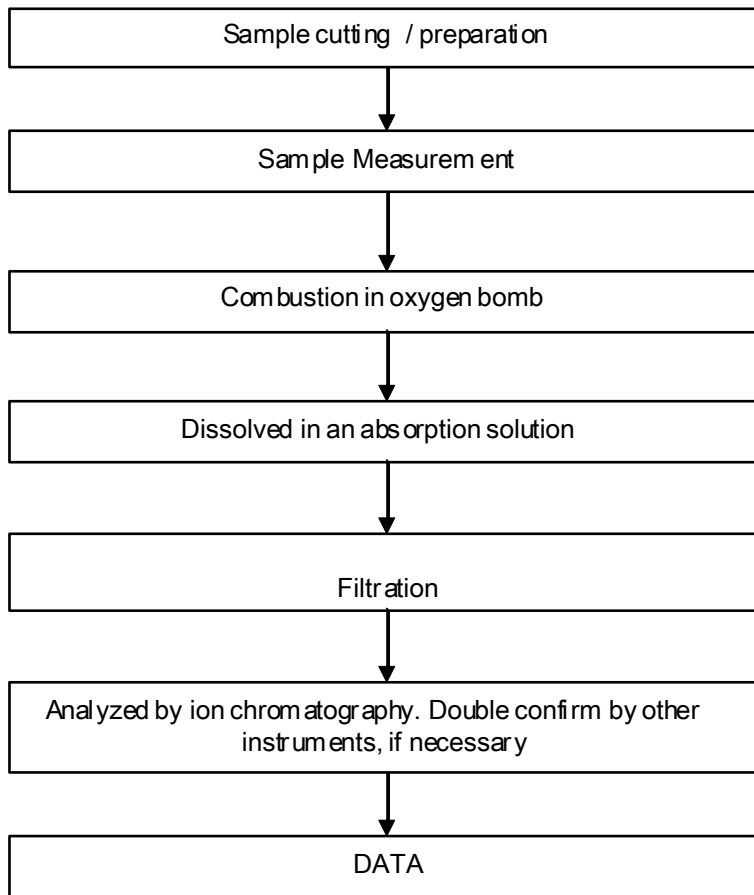 Sample cutting / preparation
Sample Measurement
Combustion in oxygen bomb
Dissolved in an absorption solution
Filtration
Analyzed by ion chromatography. Double confirm by other
instruments, if necessary
DATA